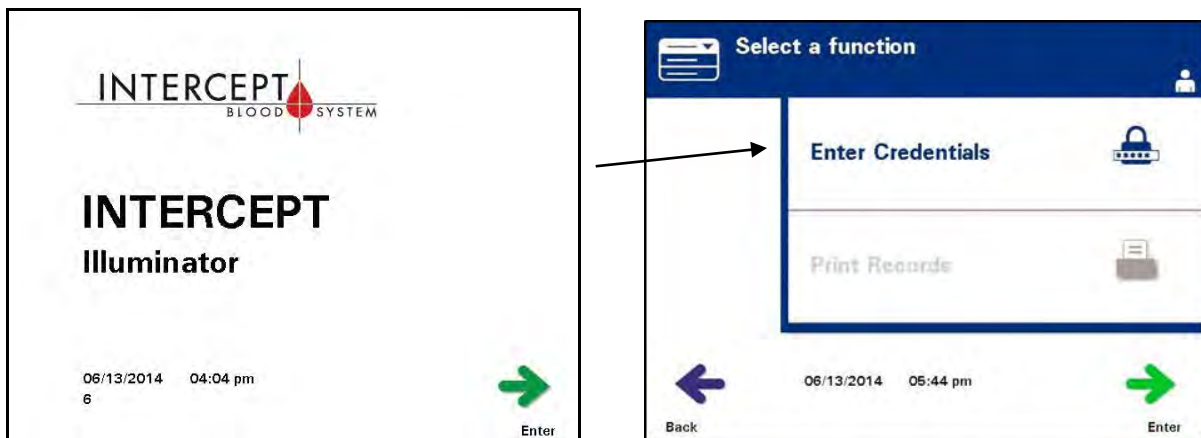 INTERCEPT
BLOOD SYSTEM
INTERCEPT
Illuminator
06/13/2014 04:04 pm
6
Enter
Select a function
Enter Credentials
Print Records
Back
06/13/2014 05:44 pm
Enter